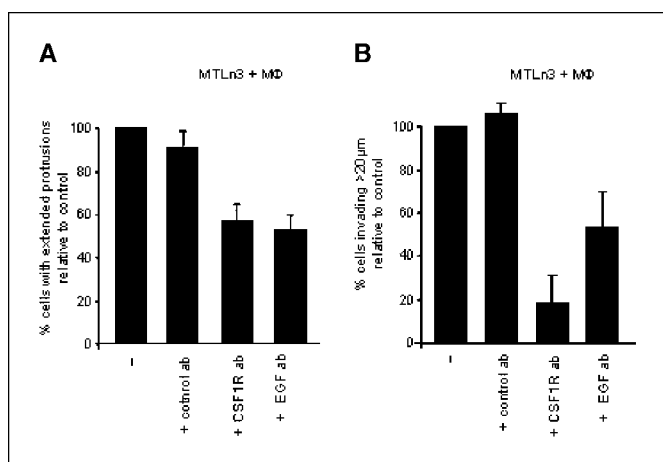 A
MTLn3 + MΦ
% cells with extended protrusions
relative to control
100
80
60
40
20
0
–
+ cotnrol ab
+ CSF1R ab
+ EGF ab
B
MTLn3 + MΦ
% cells invading >20μm
relative to control
100
80
60
40
20
0
–
+ control ab
+ CSF1R ab
+ EGF ab